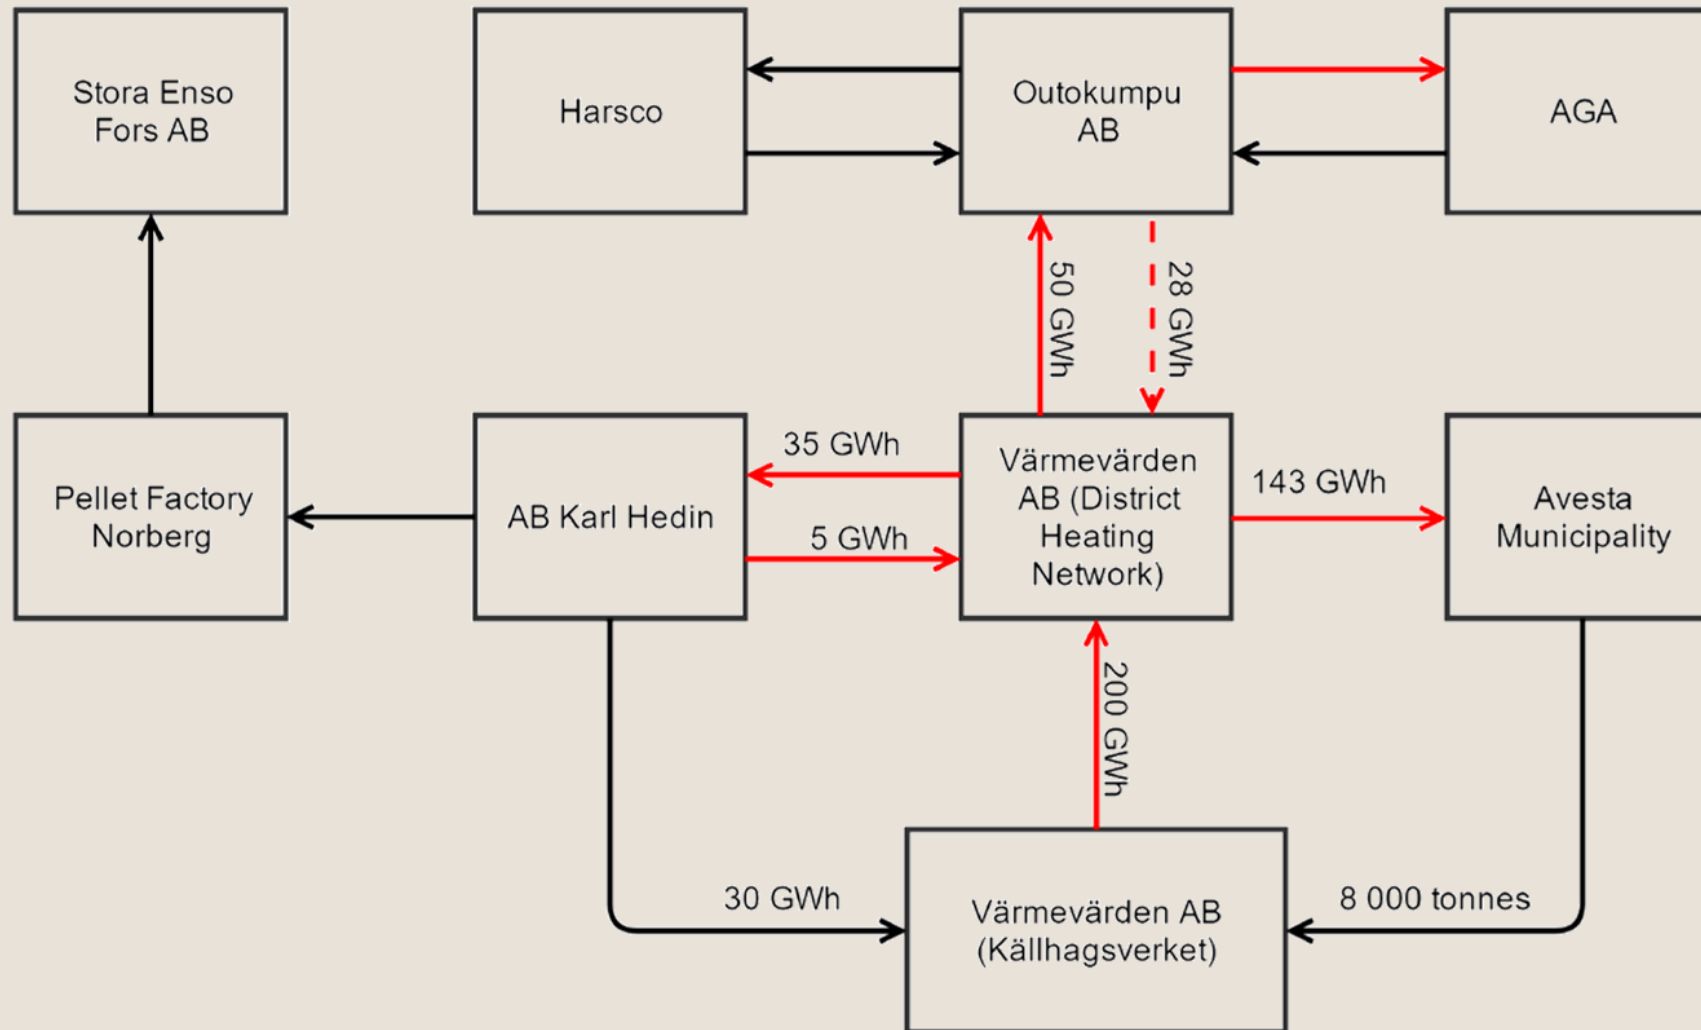 Stora Enso
Fors AB
Harsco
Outokumpu
AB
AGA
50 GWh
28 GWh
Pellet Factory
Norberg
AB Karl Hedin
35 GWh
5 GWh
Värmevärden
AB (District
Heating
Network)
143 GWh
Avesta
Municipality
200 GWh
30 GWh
Värmevärden AB
(Källhagsverket)
8 000 tonnes